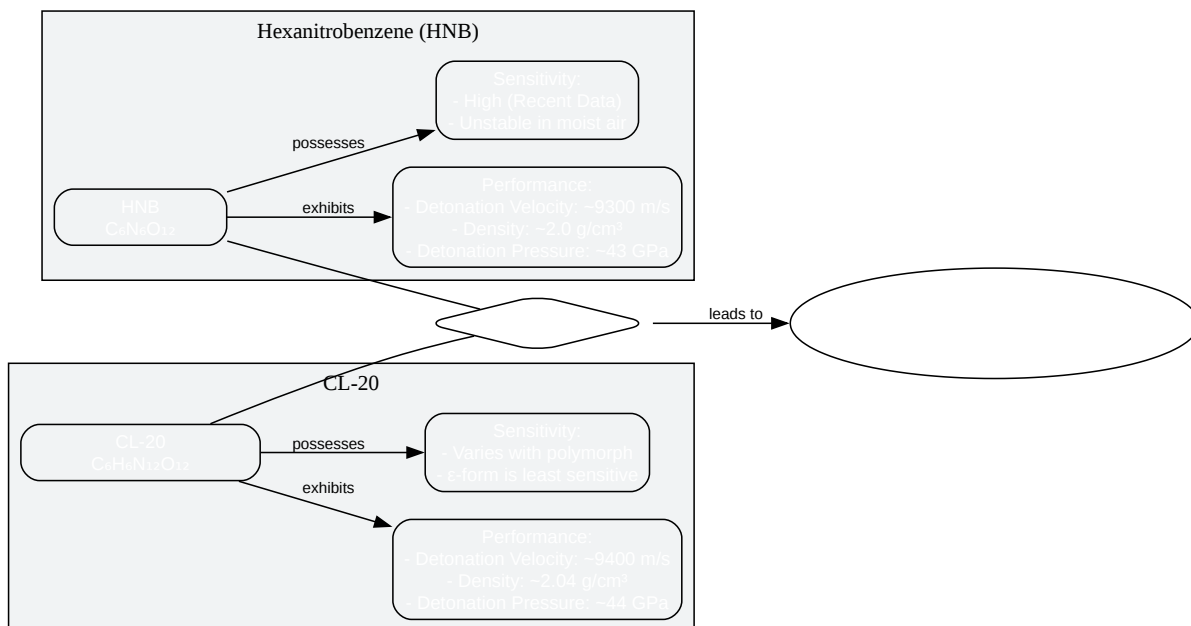 Hexanitrobenzene (HNB)
Sensitivity:
- High (Recent Data)
- Unstable in moist air
possesses
Performance:
- Detonation Velocity: ~9300 m/s
- Density: ~2.0 g/cm³
- Detonation Pressure: ~43 GPa
exhibits
HNB
C₆N₆O₁₂
leads to
CL-20
CL-20
C₆H₆N₁₂O₁₂
possesses
Sensitivity:
- Varies with polymorph
- ε-form is least sensitive
exhibits
Performance:
- Detonation Velocity: ~9400 m/s
- Density: ~2.04 g/cm³
- Detonation Pressure: ~44 GPa